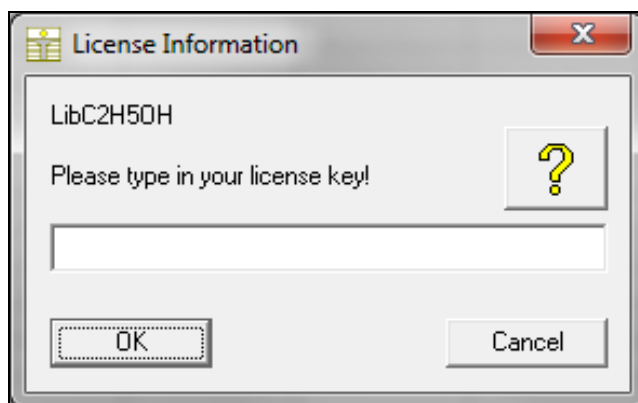 License Information
LibC2H5OH
Please type in your license key!
?
OK
Cancel